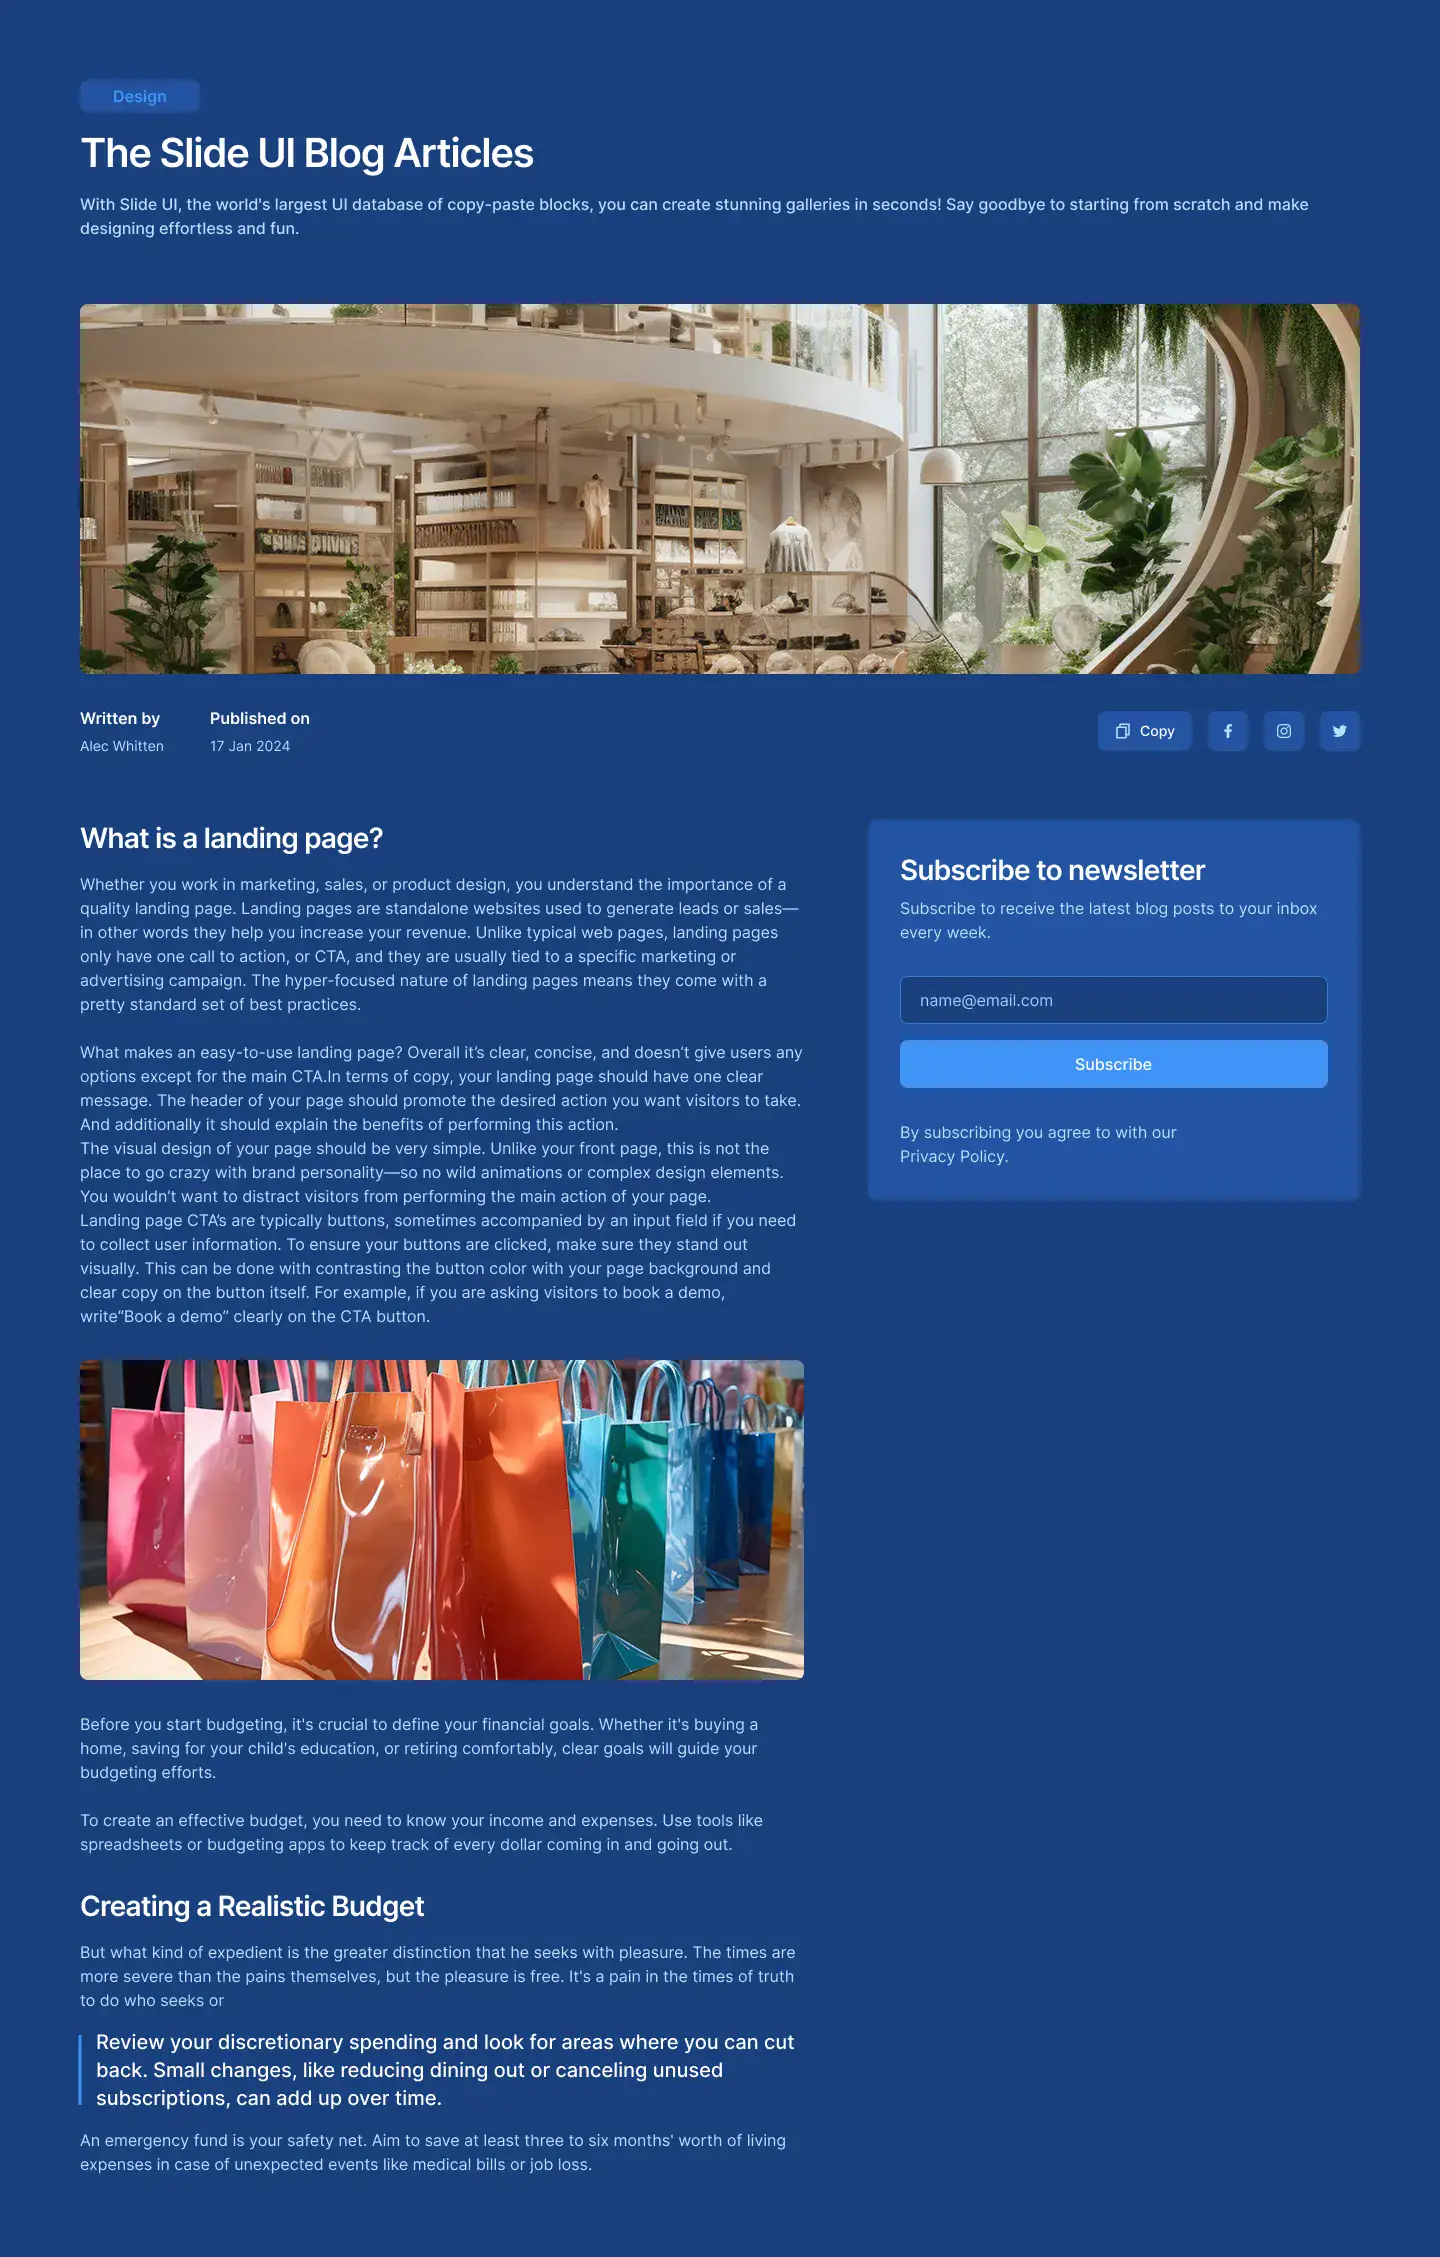 Design
The Slide UI Blog Articles
With Slide UI, the world's largest UI database of copy-paste blocks, you can create stunning galleries in seconds! Say goodbye to starting from scratch and make
designing effortless and fun.
Written by
Alec Whitten
Published on
17 Jan 2024
Copy
What is a landing page?
Whether you work in marketing, sales, or product design, you understand the importance of a
quality landing page. Landing pages are standalone websites used to generate leads or sales—
in other words they help you increase your revenue. Unlike typical web pages, landing pages
only have one call to action, or CTA, and they are usually tied to a specific marketing or
advertising campaign. The hyper-focused nature of landing pages means they come with a
pretty standard set of best practices.
What makes an easy-to-use landing page? Overall it’s clear, concise, and doesn’t give users any
options except for the main CTA.In terms of copy, your landing page should have one clear
message. The header of your page should promote the desired action you want visitors to take.
And additionally it should explain the benefits of performing this action.
The visual design of your page should be very simple. Unlike your front page, this is not the
place to go crazy with brand personality—so no wild animations or complex design elements.
You wouldn’t want to distract visitors from performing the main action of your page.
Landing page CTA’s are typically buttons, sometimes accompanied by an input field if you need
to collect user information. To ensure your buttons are clicked, make sure they stand out
visually. This can be done with contrasting the button color with your page background and
clear copy on the button itself. For example, if you are asking visitors to book a demo,
write“Book a demo” clearly on the CTA button.
Before you start budgeting, it's crucial to define your financial goals. Whether it's buying a
home, saving for your child's education, or retiring comfortably, clear goals will guide your
budgeting efforts.
To create an effective budget, you need to know your income and expenses. Use tools like
spreadsheets or budgeting apps to keep track of every dollar coming in and going out.
Creating a Realistic Budget
But what kind of expedient is the greater distinction that he seeks with pleasure. The times are
more severe than the pains themselves, but the pleasure is free. It's a pain in the times of truth
to do who seeks or
Review your discretionary spending and look for areas where you can cut
back. Small changes, like reducing dining out or canceling unused
subscriptions, can add up over time.
An emergency fund is your safety net. Aim to save at least three to six months' worth of living
expenses in case of unexpected events like medical bills or job loss.
Subscribe to newsletter
Subscribe to receive the latest blog posts to your inbox
every week.
name@email.com
Subscribe
By subscribing you agree to with our
Privacy Policy.